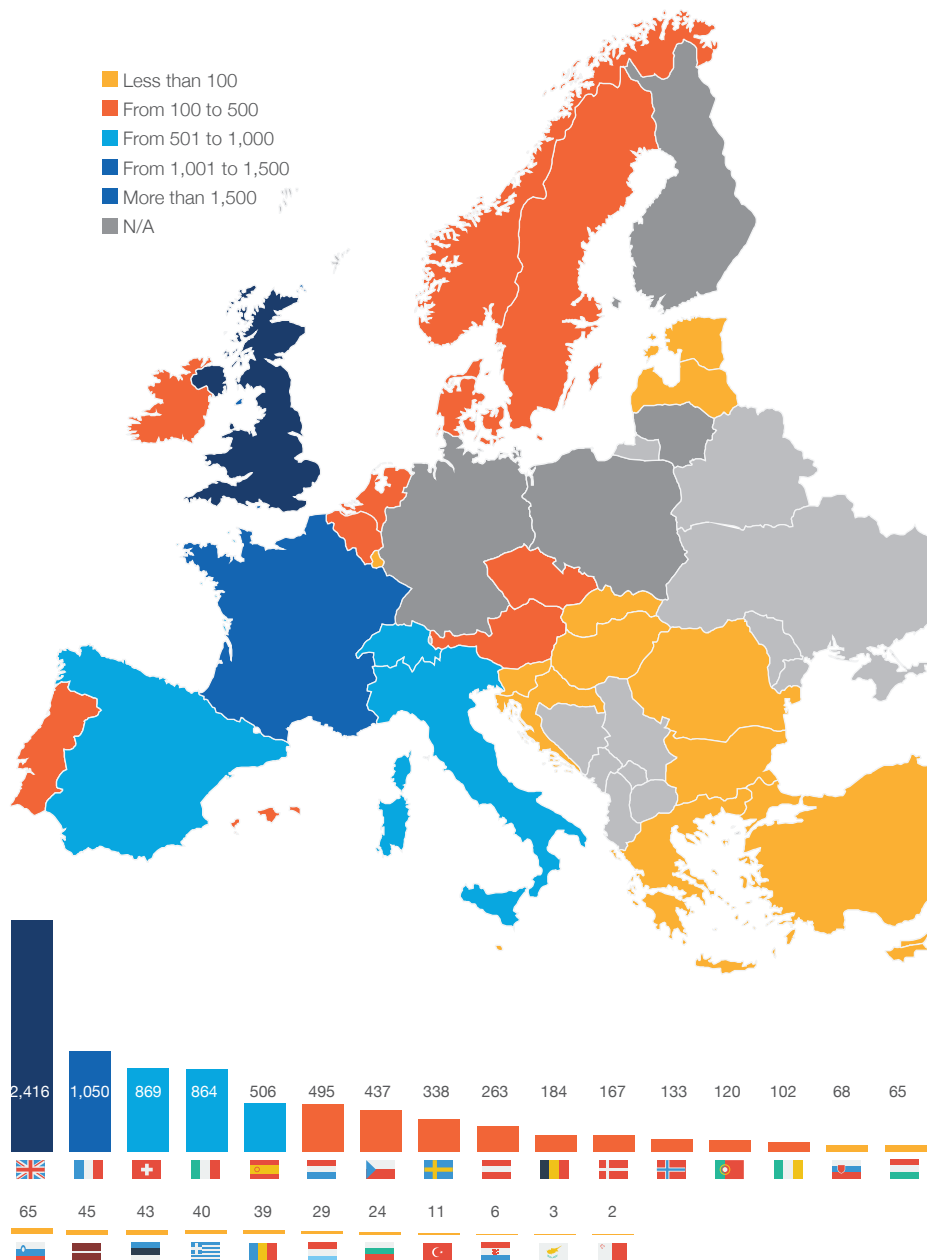 Less than 100
From 100 to 500
From 501 to 1,000
From 1,001 to 1,500
More than 1,500
N/A
2,416 1,050 869 864 506 495 437 338 263 184 167 133 120 102 68 65
65 45 43 40 39 29 24 11 6 3 2